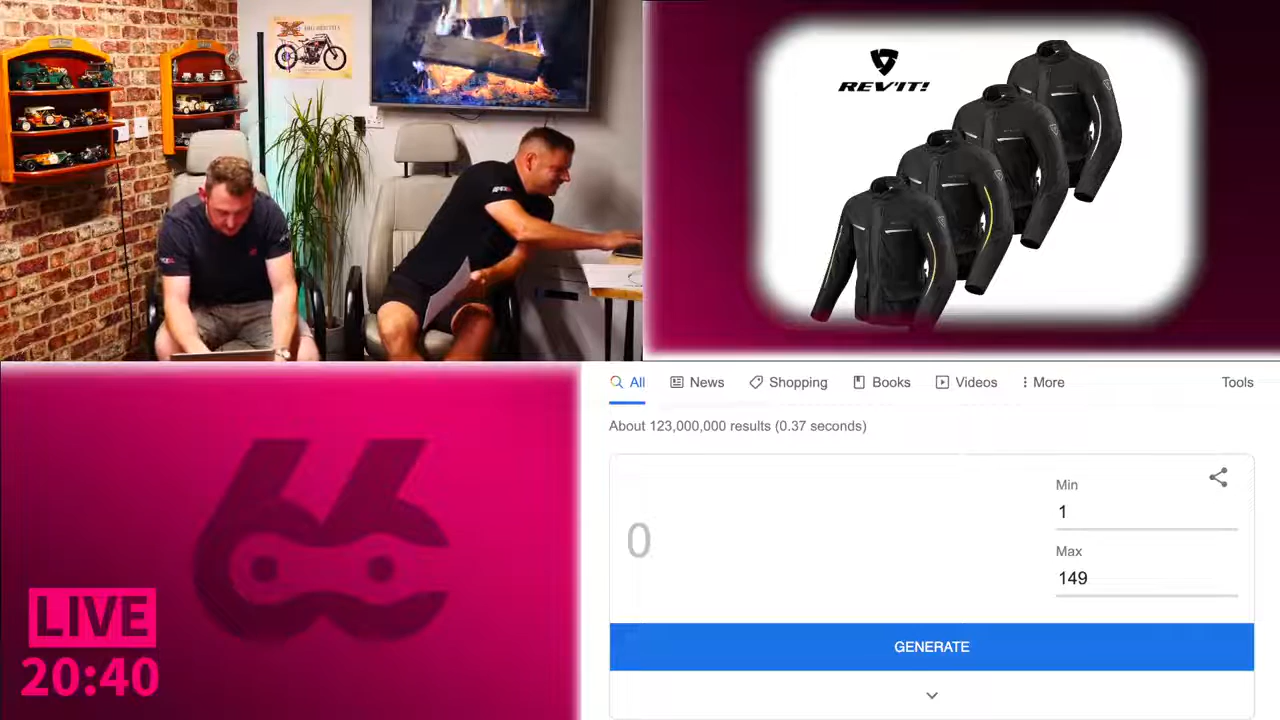 REV'IT!
All
News
Shopping
Books
Videos
More
Tools
About 123,000,000 results (0.37 seconds)
0
Min
1
Max
149
GENERATE
66
LIVE
20:40